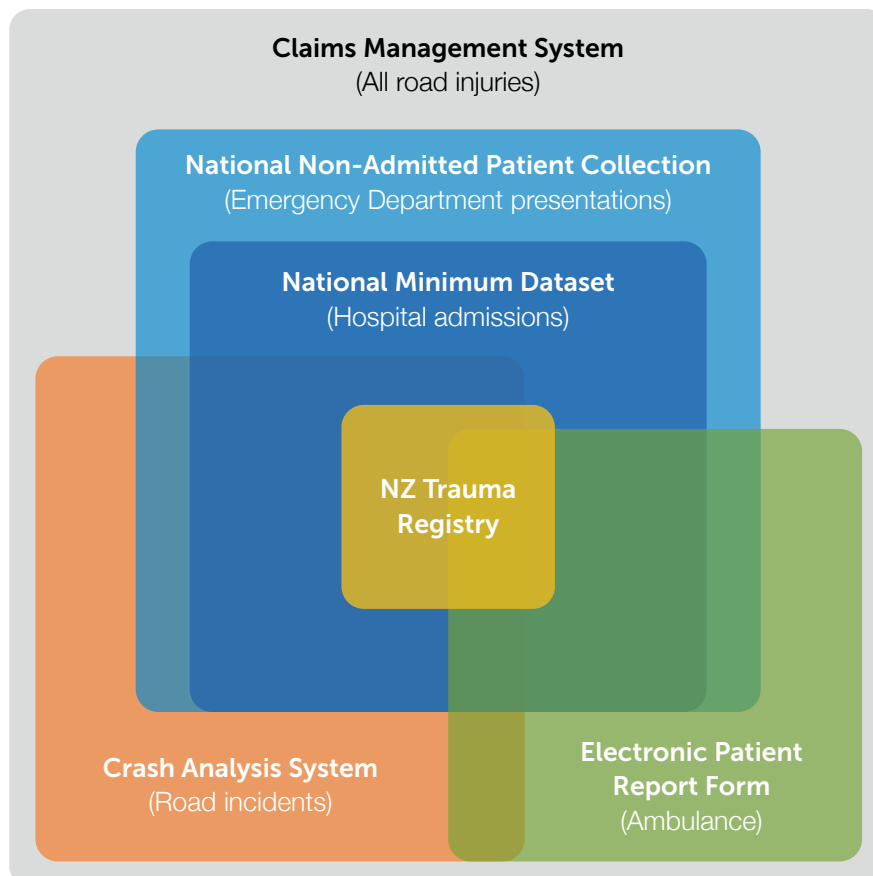 Claims Management System
(All road injuries)
National Non-Admitted Patient Collection
(Emergency Department presentations)
National Minimum Dataset
(Hospital admissions)
NZ Trauma
Registry
Crash Analysis System
(Road incidents)
Electronic Patient
Report Form
(Ambulance)